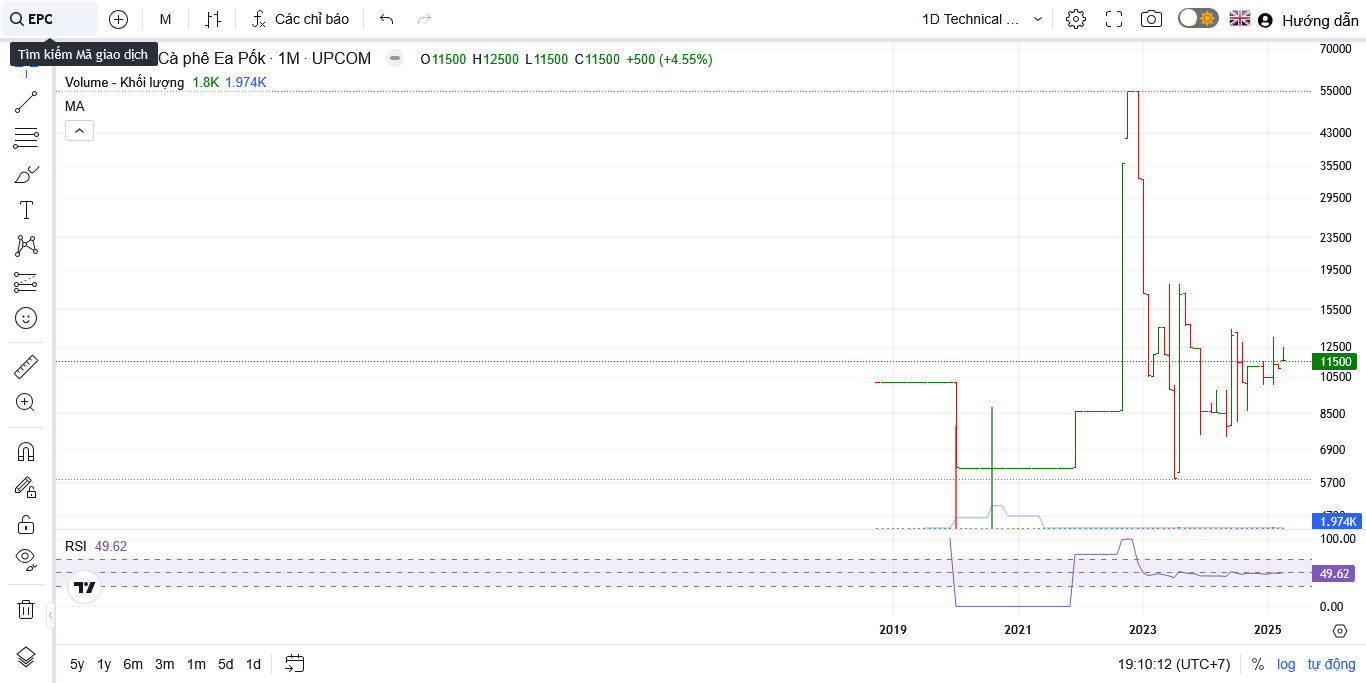 EPC
M
Các chỉ báo
1D Technical ...
Hướng dẫn
Tìm kiếm Mã giao dịch
Cà phê Ea Pốk · 1M · UPCOM
O11500 H12500 L11500 C11500 +500 (+4.55%)
Volume - Khối lượng 1.8K 1.974K
MA
70000
55000
43000
35500
29500
23500
19500
15500
12500
11500
10500
8500
6900
5700
1.974K
RSI 49.62
100.00
49.62
0.00
2019 2021 2023 2025
5y 1y 6m 3m 1m 5d 1d
19:10:12 (UTC+7) % log tự động